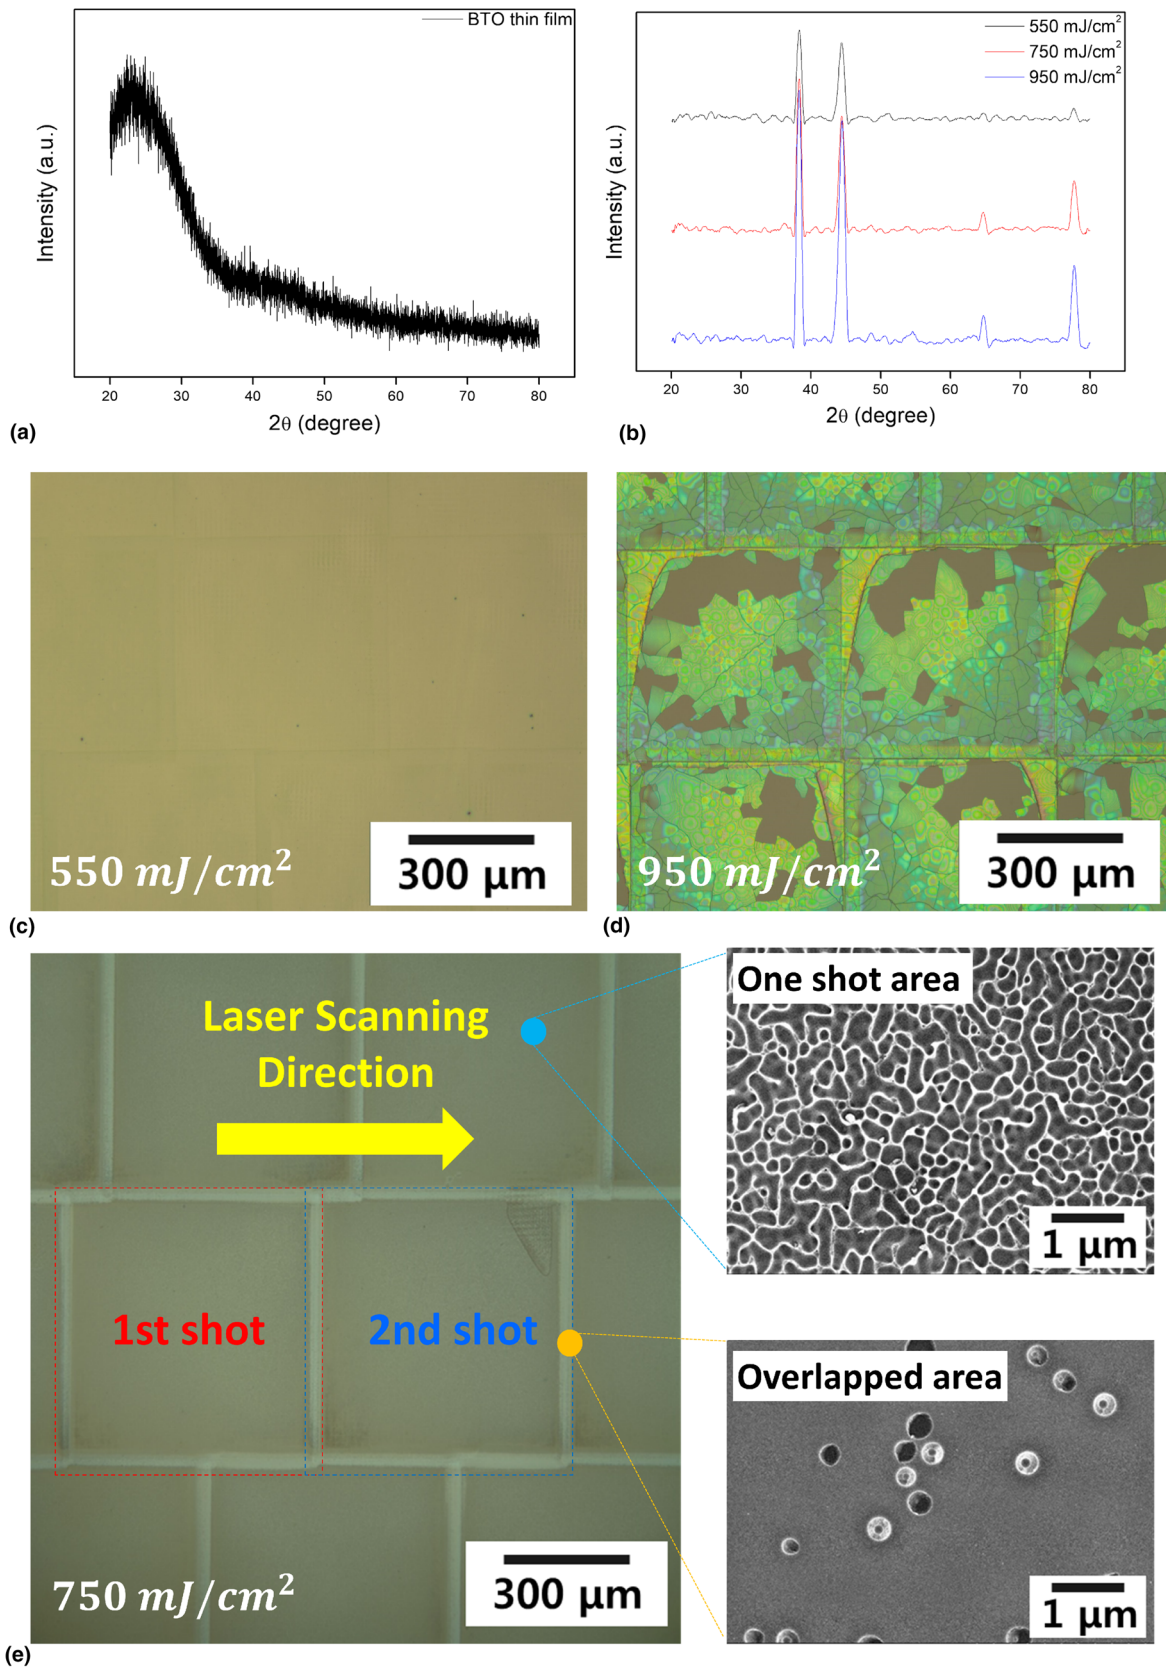 BTO thin film
Intensity (a.u.)
20 30 40 50 60 70 80
2θ (degree)
(a)
550 mJ/cm²
750 mJ/cm²
950 mJ/cm²
Intensity (a.u.)
20 30 40 50 60 70 80
2θ (degree)
(b)
550 mJ/cm²
300 μm
(c)
950 mJ/cm²
300 μm
(d)
Laser Scanning
Direction
1st shot
2nd shot
750 mJ/cm²
300 μm
(e)
One shot area
1 μm
Overlapped area
1 μm